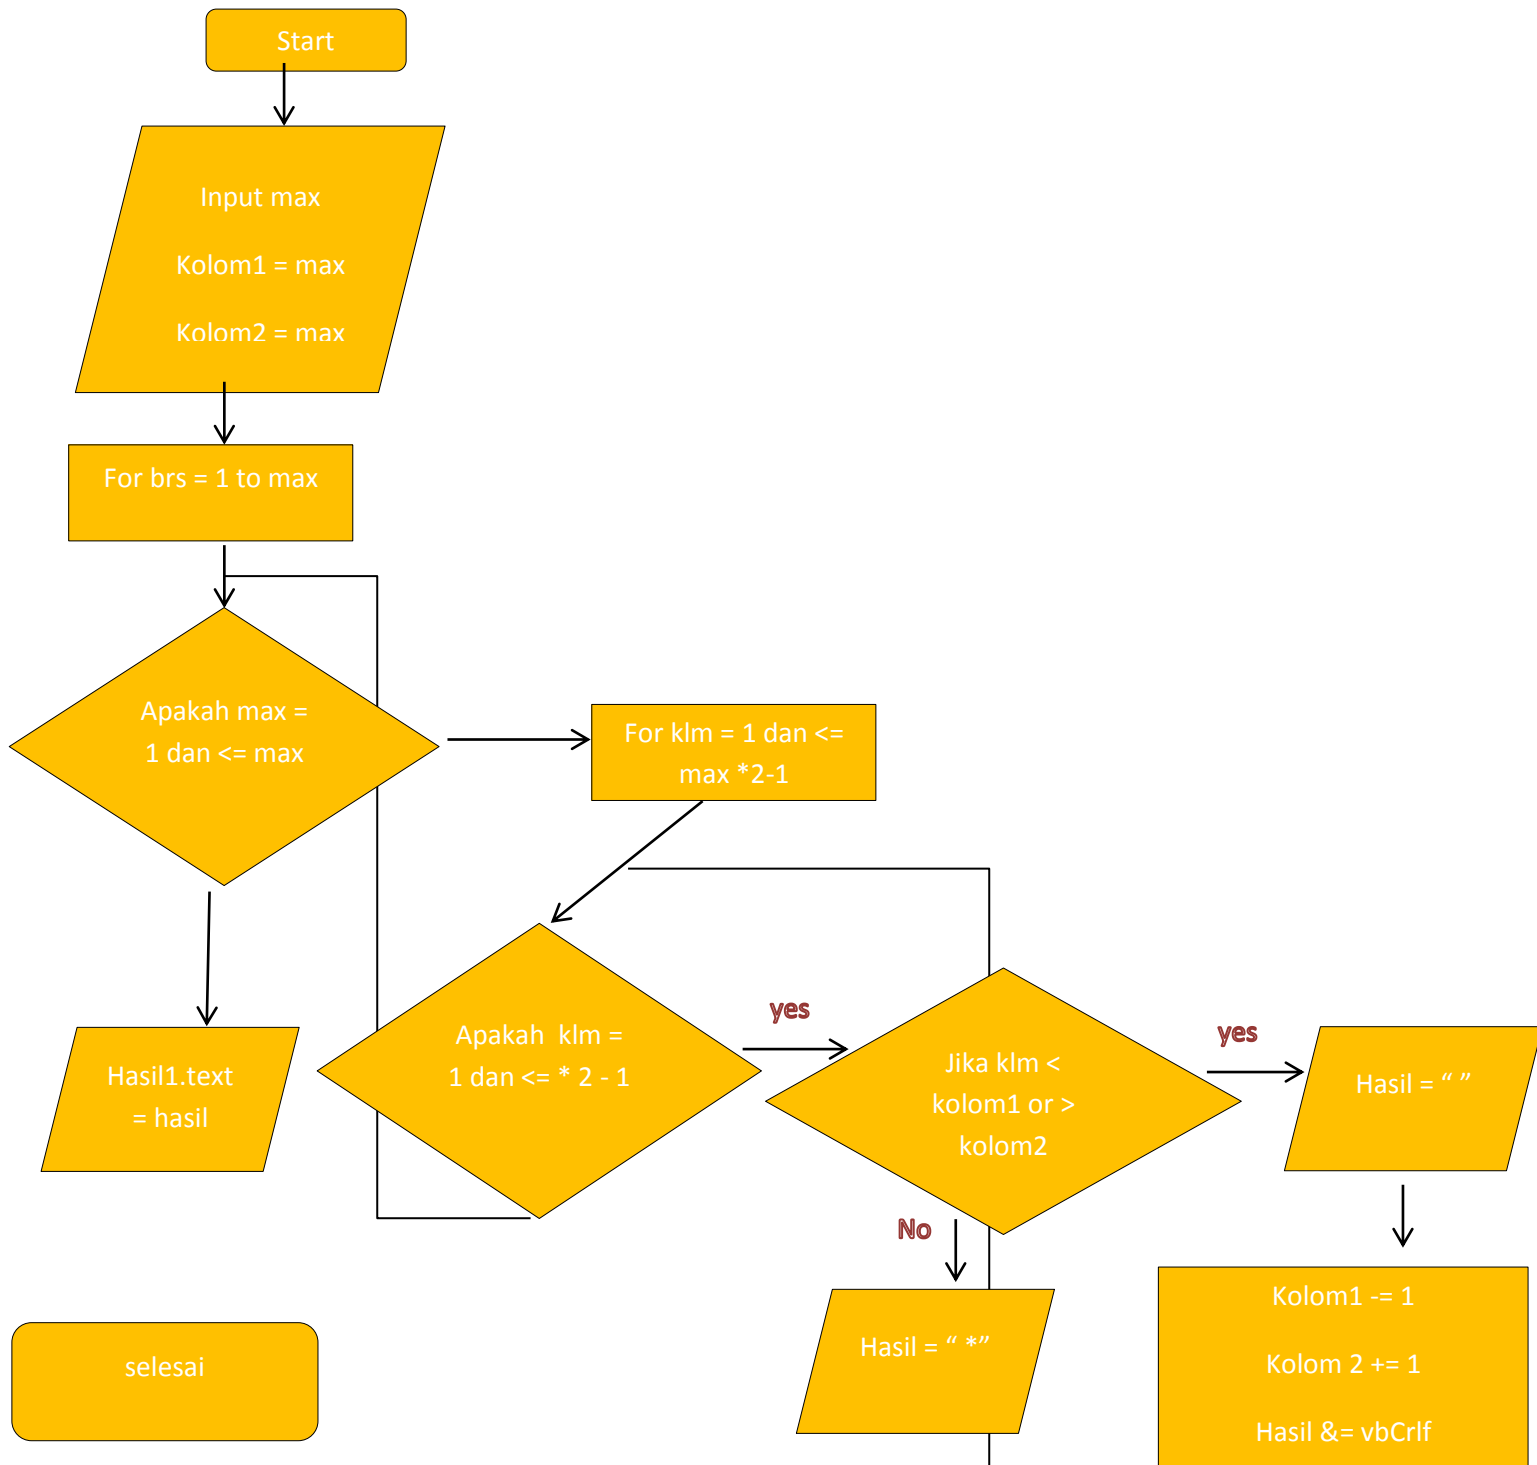 Start
Input max
Kolom1 = max
Kolom2 = max
For brs = 1 to max
Apakah max =
1 dan <= max
For klm = 1 dan <=
max *2-1
Hasil1.text
= hasil
Apakah  klm =
1 dan <= * 2 - 1
yes
Jika klm <
kolom1 or >
kolom2
yes
Hasil = “ ”
No
Hasil = “ *”
Kolom1 -= 1
Kolom 2 += 1
Hasil &= vbCrlf
selesai